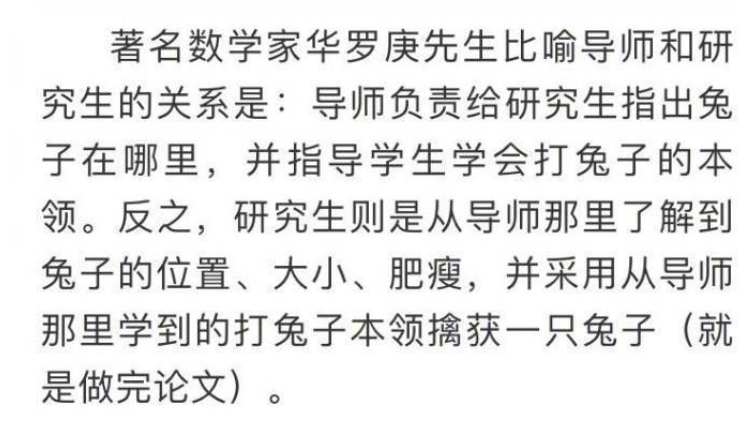 著名数学家华罗庚先生比喻导师和研
究生的关系是：导师负责给研究生指出兔
子在哪里，并指导学生学会打兔子的本
领。反之，研究生则是从导师那里了解到
兔子的位置、大小、肥瘦，并采用从导师
那里学到的打兔子本领擒获一只兔子（就
是做完论文）。